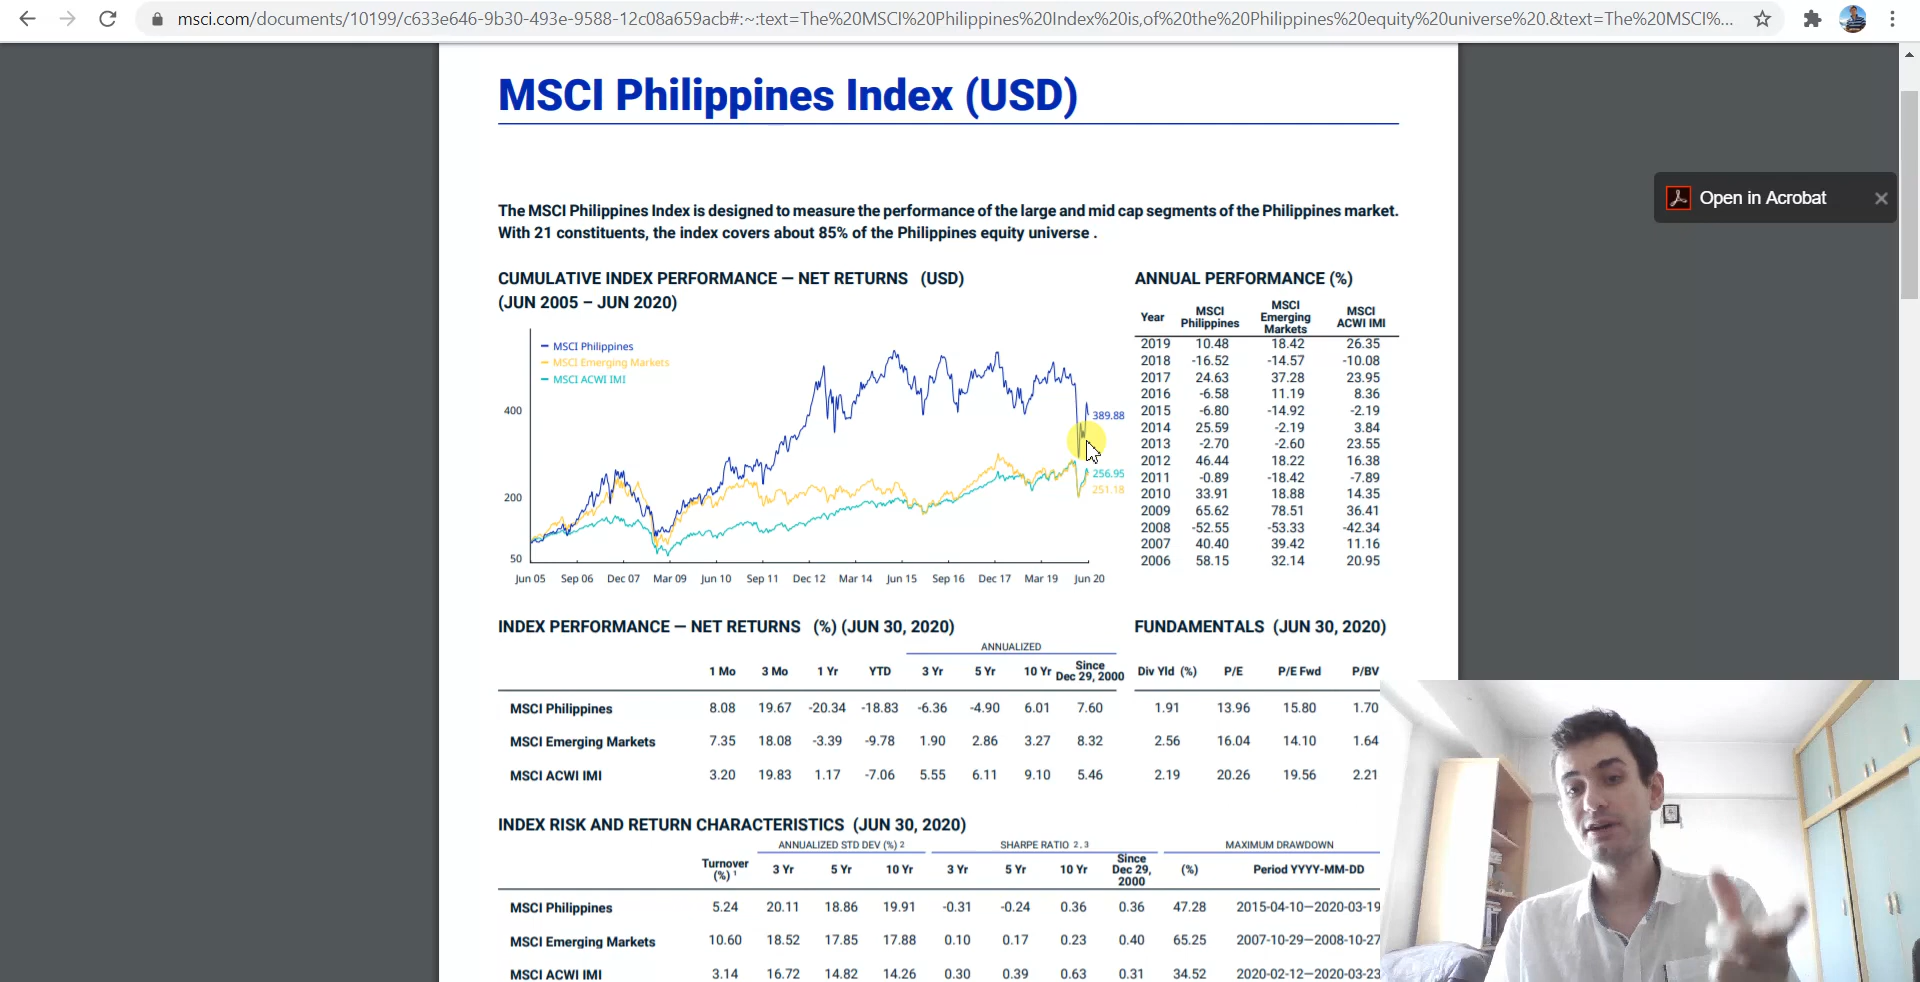 msci.com/documents/10199/c633e646-9b30-493e-9588-12c08a659acb#:~:text=The%20MSCI%20Philippines%20Index%20is,of%20the%20Philippines%20equity%20universe%20.&text=The%20MSCI%...
Open in Acrobat
MSCI Philippines Index (USD)
The MSCI Philippines Index is designed to measure the performance of the large and mid cap segments of the Philippines market.
With 21 constituents, the index covers about 85% of the Philippines equity universe .
CUMULATIVE INDEX PERFORMANCE — NET RETURNS (USD)
(JUN 2005 – JUN 2020)
MSCI Philippines
MSCI Emerging Markets
MSCI ACWI IMI
400
200
50
389.88
256.95
251.18
Jun 05 Sep 06 Dec 07 Mar 09 Jun 10 Sep 11 Dec 12 Mar 14 Jun 15 Sep 16 Dec 17 Mar 19 Jun 20
ANNUAL PERFORMANCE (%)
Year MSCI Philippines MSCI Emerging Markets MSCI ACWI IMI
2019 10.48 18.42 26.35
2018 -16.52 -14.57 -10.08
2017 24.63 37.28 23.95
2016 -6.58 11.19 8.36
2015 -6.80 -14.92 -2.19
2014 25.59 -2.19 3.84
2013 -2.70 -2.60 23.55
2012 46.44 18.22 16.38
2011 -0.89 -18.42 -7.89
2010 33.91 18.88 14.35
2009 65.62 78.51 36.41
2008 -52.55 -53.33 -42.34
2007 40.40 39.42 11.16
2006 58.15 32.14 20.95
INDEX PERFORMANCE — NET RETURNS (%) (JUN 30, 2020)
ANNUALIZED
1 Mo 3 Mo 1 Yr YTD 3 Yr 5 Yr 10 Yr Since Dec 29, 2000
MSCI Philippines 8.08 19.67 -20.34 -18.83 -6.36 -4.90 6.01 7.60
MSCI Emerging Markets 7.35 18.08 -3.39 -9.78 1.90 2.86 3.27 8.32
MSCI ACWI IMI 3.20 19.83 1.17 -7.06 5.55 6.11 9.10 5.46
FUNDAMENTALS (JUN 30, 2020)
Div Yld (%) P/E P/E Fwd P/BV
1.91 13.96 15.80 1.70
2.56 16.04 14.10 1.64
2.19 20.26 19.56 2.21
INDEX RISK AND RETURN CHARACTERISTICS (JUN 30, 2020)
ANNUALIZED STD DEV (%) 2 SHARPE RATIO 2, 3 MAXIMUM DRAWDOWN
Turnover (%) 1 3 Yr 5 Yr 10 Yr 3 Yr 5 Yr 10 Yr Since Dec 29, 2000 (%) Period YYYY-MM-DD
MSCI Philippines 5.24 20.11 18.86 19.91 -0.31 -0.24 0.36 0.36 47.28 2015-04-10—2020-03-19
MSCI Emerging Markets 10.60 18.52 17.85 17.88 0.10 0.17 0.23 0.40 65.25 2007-10-29—2008-10-27
MSCI ACWI IMI 3.14 16.72 14.82 14.26 0.30 0.39 0.63 0.31 34.52 2020-02-12—2020-03-23